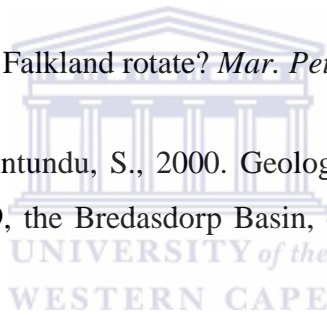 Falkland rotate? Mar. Pet
ntundu, S., 2000. Geolog
, the Bredasdorp Basin,
UNIVERSITY of the
WESTERN CAPE